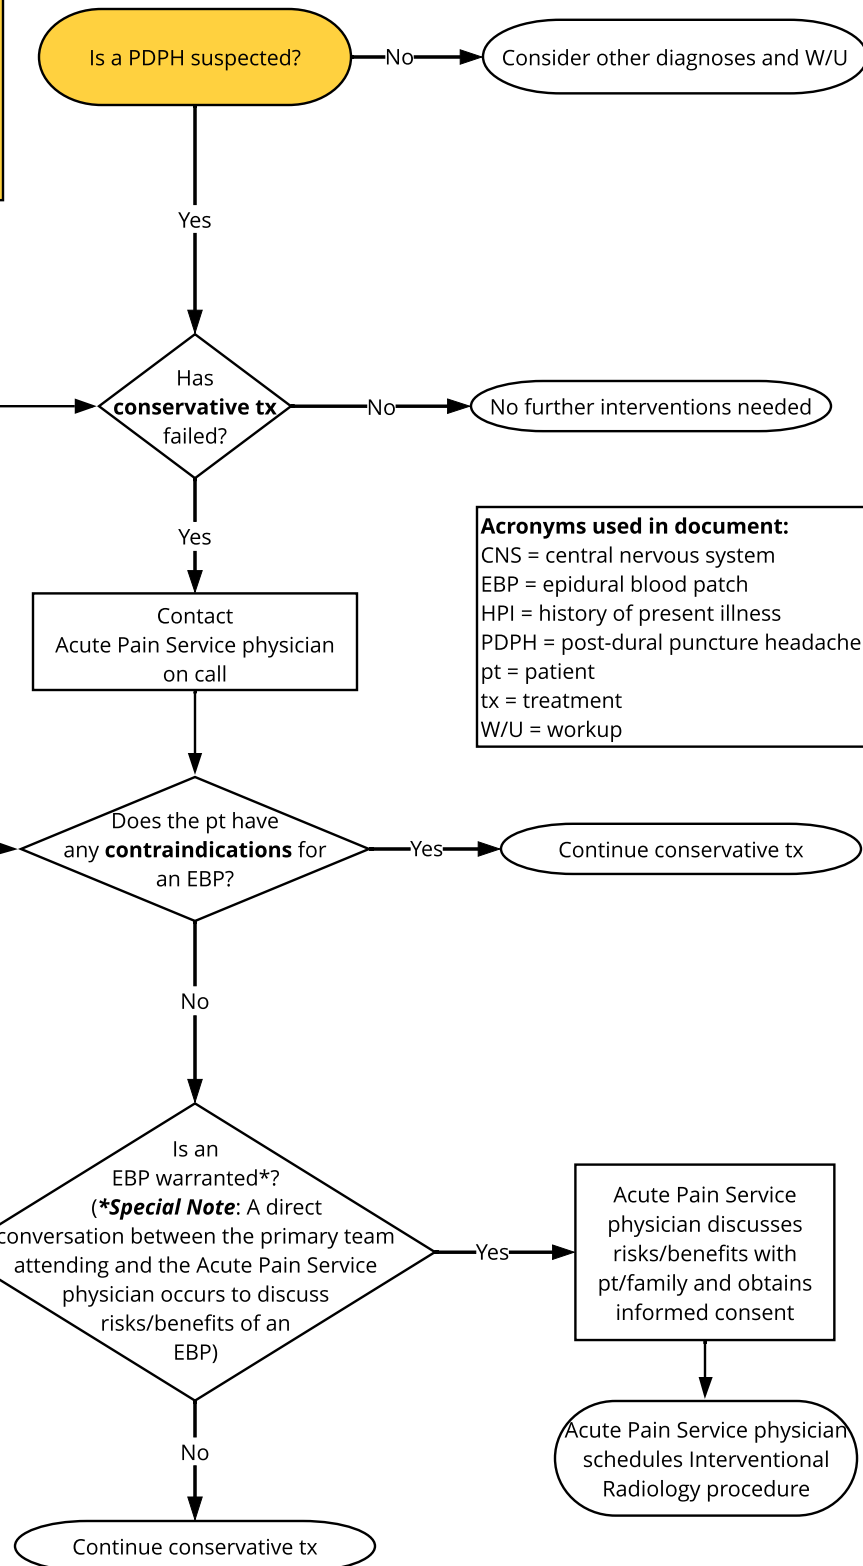 Is a PDPH suspected?
No
Consider other diagnoses and W/U
Yes
Has
conservative tx
failed?
No
No further interventions needed
Yes
Acronyms used in document:
CNS = central nervous system
EBP = epidural blood patch
HPI = history of present illness
PDPH = post-dural puncture headache
pt = patient
tx = treatment
W/U = workup
Contact
Acute Pain Service physician
on call
Does the pt have
any contraindications for
an EBP?
Yes
Continue conservative tx
No
Is an
EBP warranted*?
(*Special Note: A direct
conversation between the primary team
attending and the Acute Pain Service
physician occurs to discuss
risks/benefits of an
EBP)
Yes
Acute Pain Service
physician discusses
risks/benefits with
pt/family and obtains
informed consent
Acute Pain Service physician
schedules Interventional
Radiology procedure
No
Continue conservative tx